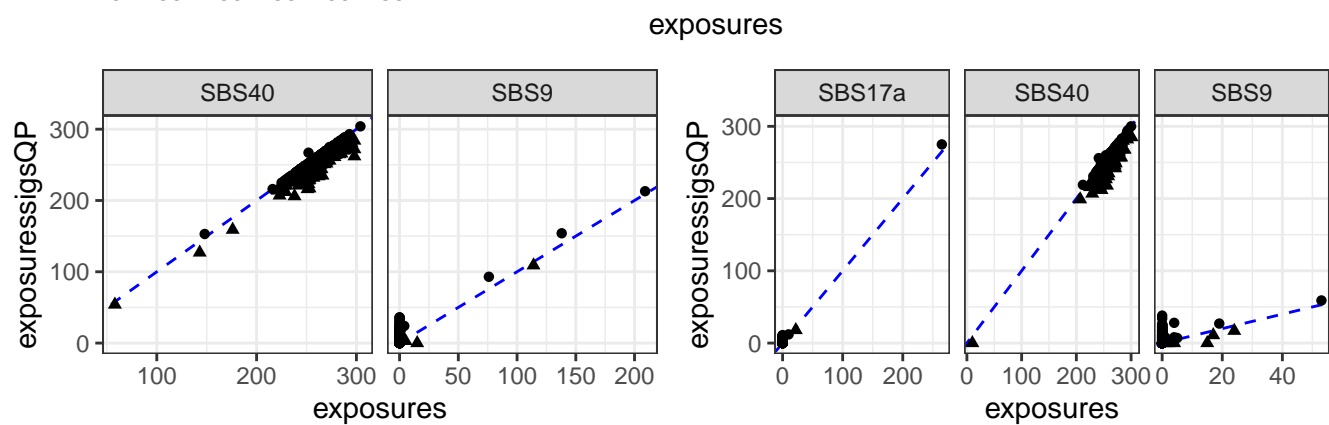 exposures
SBS40 SBS9 SBS17a SBS40 SBS9
exposuressigsQP
300
200
100
0
exposuressigsQP
300
200
100
0
100 200 300 0 50 100 150 200 0 100 200 0 100 200 300 0 20 40
exposures exposures